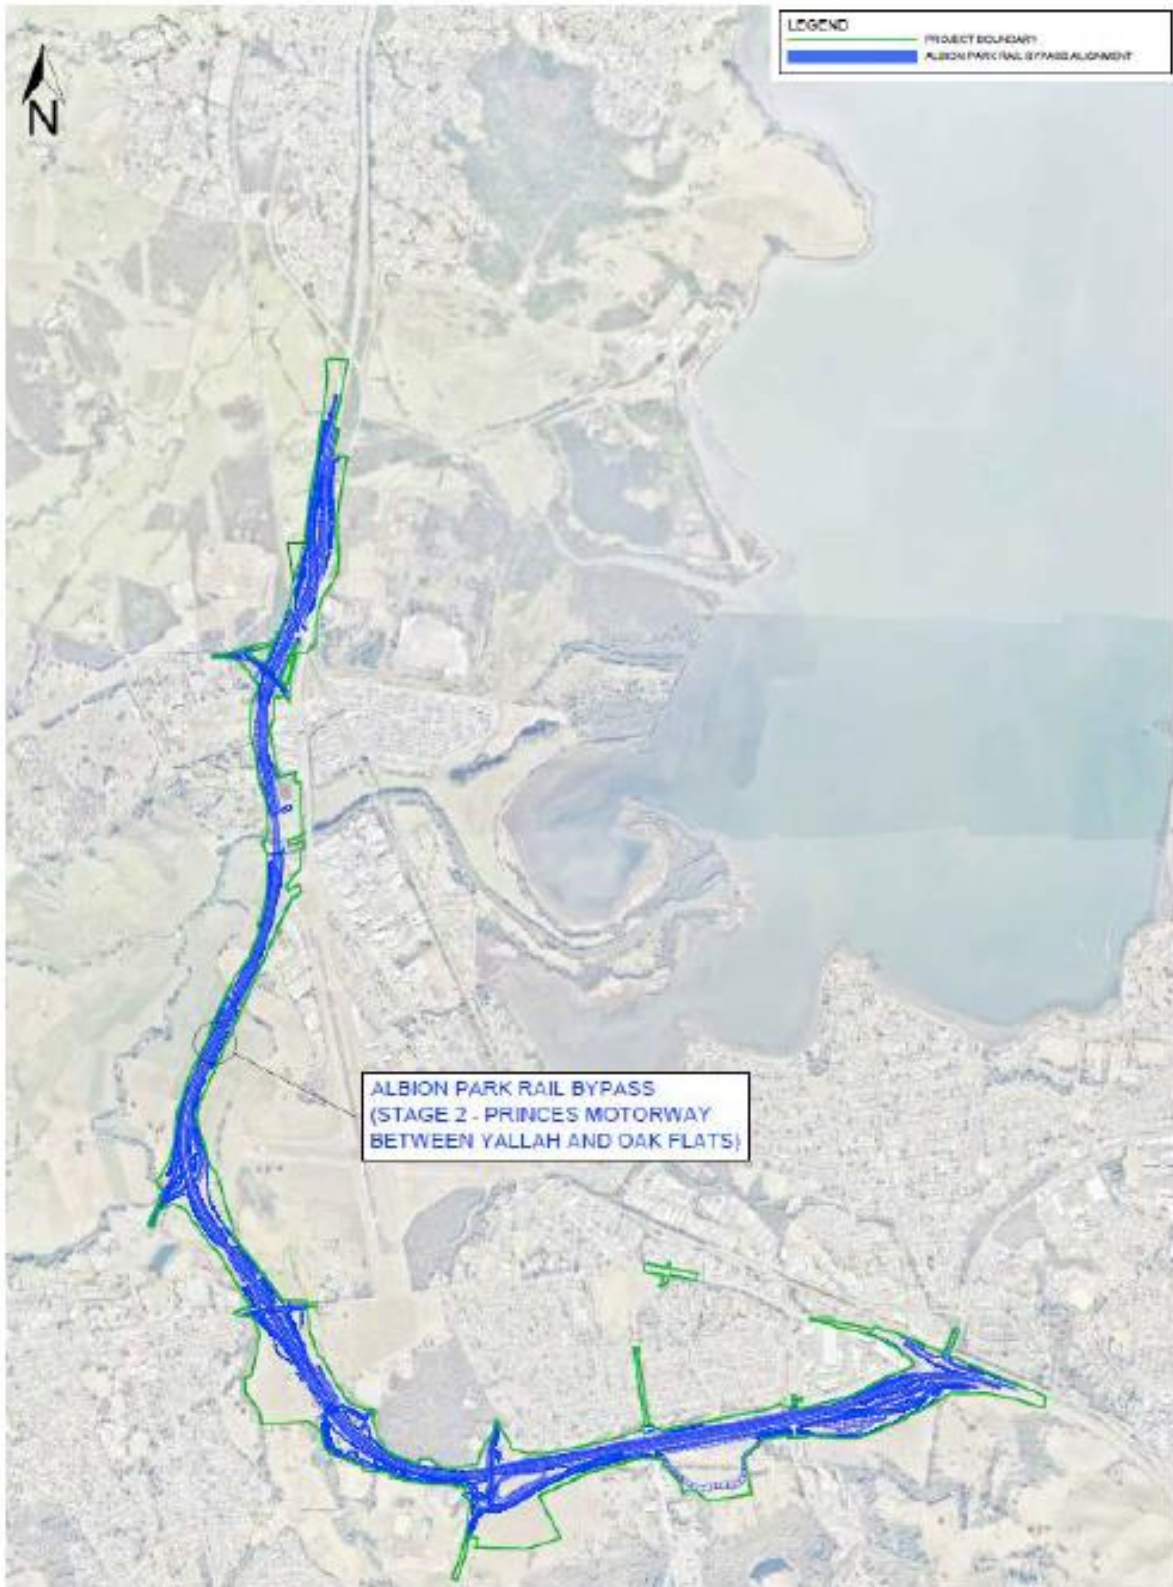 LEGEND
PROJECT BOUNDARY
ALBION PARK RAIL BYPASS ALIGNMENT
N
ALBION PARK RAIL BYPASS
(STAGE 2 - PRINCES MOTORWAY
BETWEEN YALLAH AND OAK FLATS)